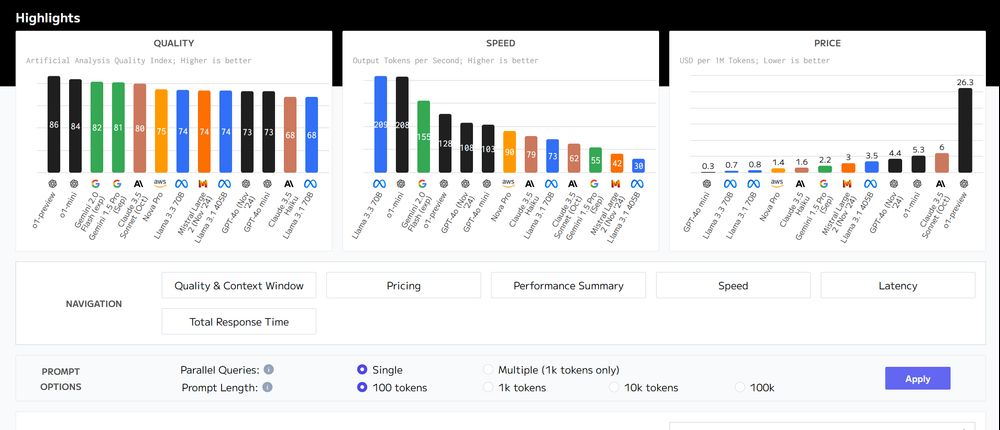 Highlights
QUALITY
Artificial Analysis Quality Index; Higher is better
86
84
82
81
80
75
74
74
74
73
73
68
68
o1-preview
o1-mini
Gemini 2.0 Flash (exp)
Gemini 1.5 Pro (Sep)
Claude 3.5 Sonnet (Oct)
Nova Pro
Llama 3.3 70B
Mistral Large 2 (Nov '24)
Llama 3.1 405B
GPT-4o (Nov '24)
GPT-4o mini
Claude 3.5 Haiku
Llama 3.1 70B
SPEED
Output Tokens per Second; Higher is better
209
208
155
128
108
103
90
79
73
62
55
42
30
Llama 3.3 70B
o1-mini
Gemini 2.0 Flash (exp)
o1-preview
GPT-4o (Nov '24)
GPT-4o mini
aws
Nova Pro
Claude 3.5 Haiku
Llama 3.1 70B
Claude 3.5 Sonnet (Oct)
Gemini 1.5 Pro (Sep)
Mistral Large 2 (Nov '24)
Llama 3.1 405B
PRICE
USD per 1M Tokens; Lower is better
0.3
0.7
0.8
1.4
1.6
2.2
3
3.5
4.4
5.3
6
26.3
GPT-4o mini
Llama 3.3 70B
Llama 3.1 70B
aws
Nova Pro
Claude 3.5 Haiku
Gemini 1.5 Pro (Sep)
Mistral Large 2 (Nov '24)
Llama 3.1 405B
GPT-4o (Nov '24)
o1-mini
Claude 3.5 Sonnet (Oct)
o1-preview
NAVIGATION
Quality & Context Window
Pricing
Performance Summary
Speed
Latency
Total Response Time
PROMPT OPTIONS
Parallel Queries: i
Single
Multiple (1k tokens only)
Prompt Length: i
100 tokens
1k tokens
10k tokens
100k
Apply